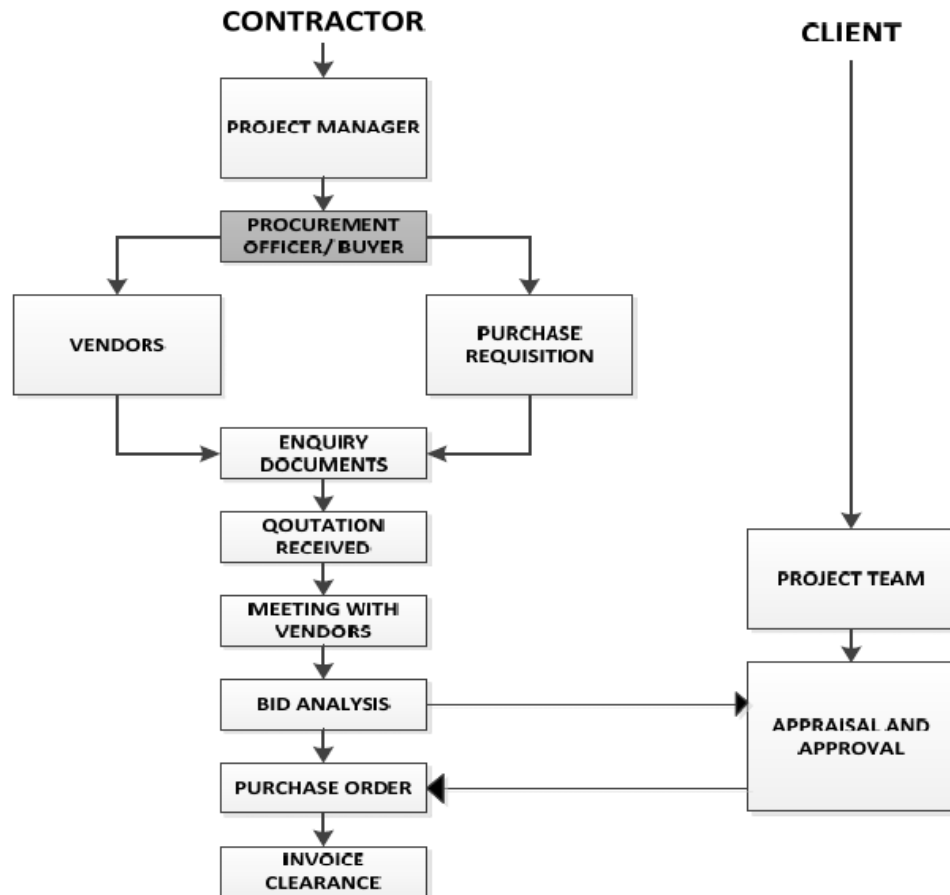 CONTRACTOR
CLIENT
PROJECT MANAGER
PROCUREMENT
OFFICER/ BUYER
VENDORS
PURCHASE
REQUISITION
ENQUIRY
DOCUMENTS
QOUTATION
RECEIVED
MEETING WITH
VENDORS
PROJECT TEAM
BID ANALYSIS
APPRAISAL AND
APPROVAL
PURCHASE ORDER
INVOICE
CLEARANCE